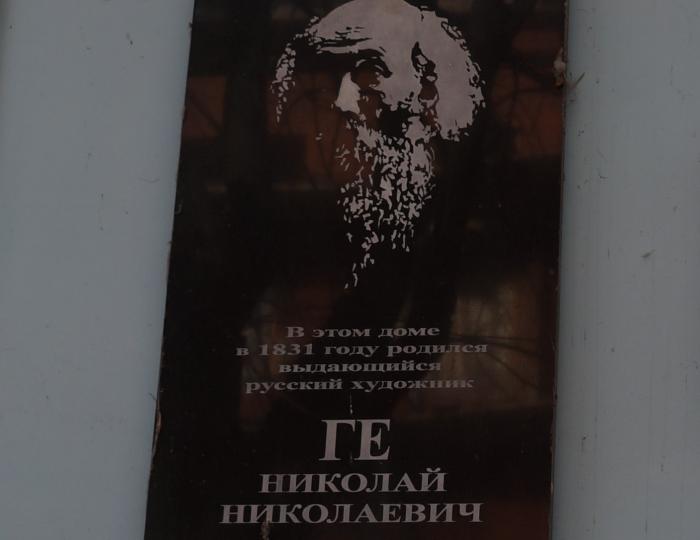 В этом доме
в 1831 году родился
выдающийся
русский художник
ГЕ
НИКОЛАЙ
НИКОЛАЕВИЧ